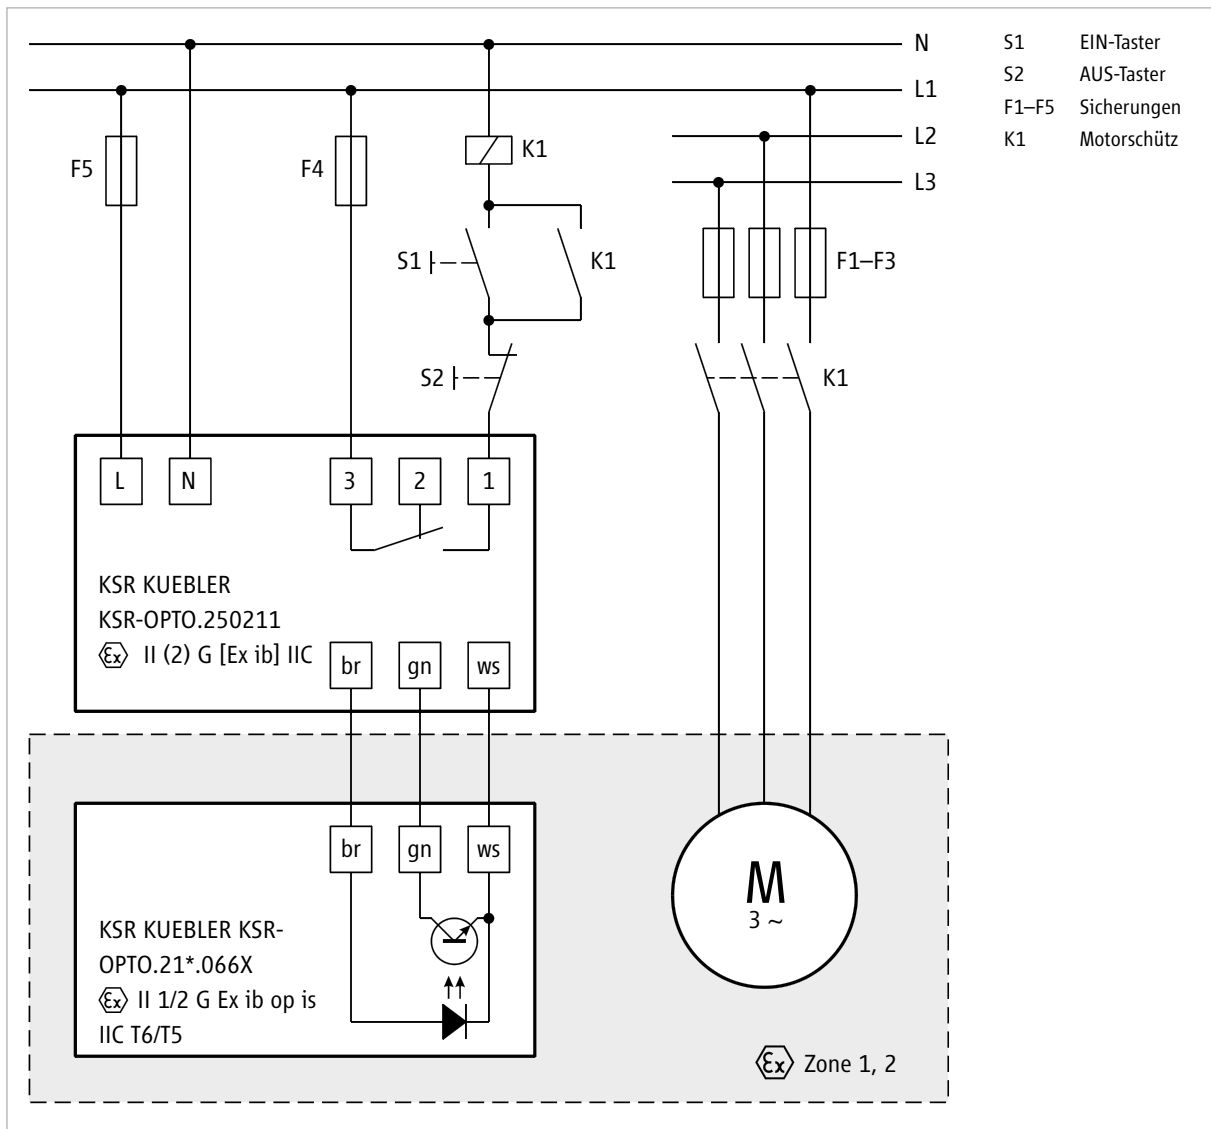 N
S1 EIN-Taster
L1
S2 AUS-Taster
F1–F5 Sicherungen
L2
K1 Motorschütz
L3
F5
F4
K1
S1
K1
F1–F3
S2
K1
L N 3 2 1
KSR KUEBLER
KSR-OPTO.250211
Ex II (2) G [Ex ib] IIC
br gn ws
br gn ws
M
3 ~
KSR KUEBLER KSR-
OPTO.21*.066X
Ex II 1/2 G Ex ib op is
IIC T6/T5
Ex Zone 1, 2